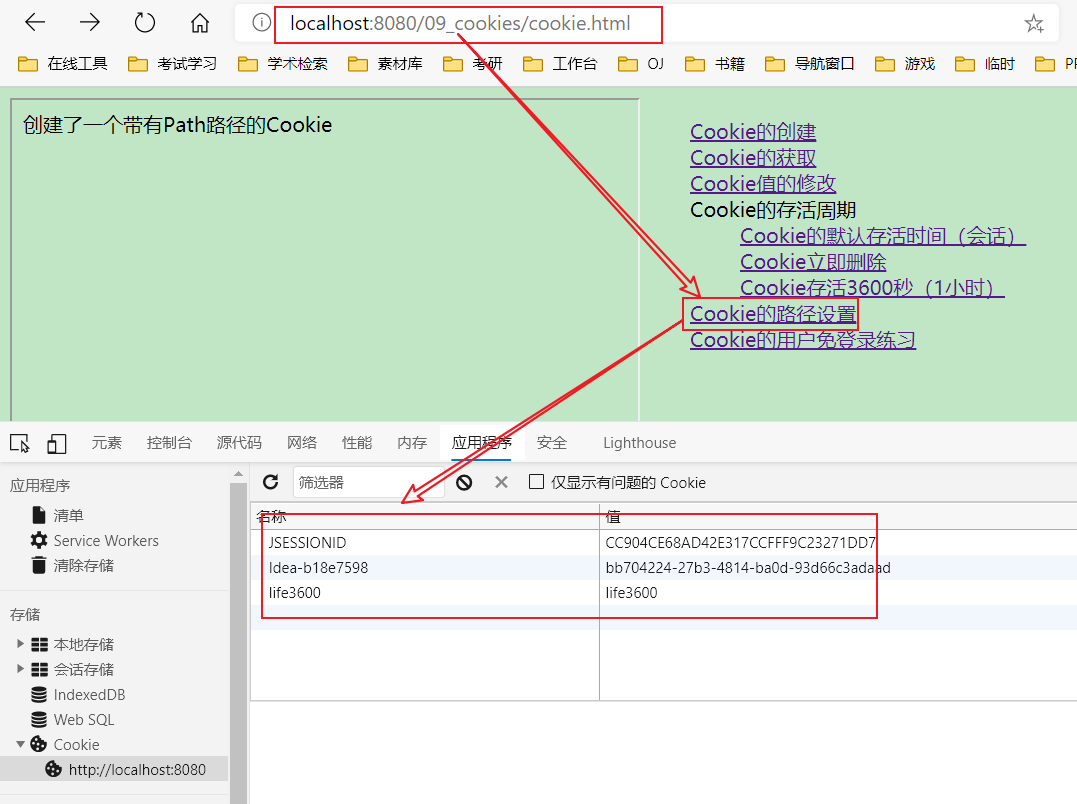 localhost:8080/09_cookies/cookie.html
在线工具 考试学习 学术检索 素材库 考研 工作台 OJ 书籍 导航窗口 游戏 临时
创建了一个带有Path路径的Cookie
Cookie的创建
Cookie的获取
Cookie值的修改
Cookie的存活周期
Cookie的默认存活时间（会话）
Cookie立即删除
Cookie存活3600秒（1小时）
Cookie的路径设置
Cookie的用户免登录练习
元素 控制台 源代码 网络 性能 内存 应用程序 安全 Lighthouse
应用程序
清单
Service Workers
清除存储
存储
本地存储
会话存储
IndexedDB
Web SQL
Cookie
http://localhost:8080
筛选器 仅显示有问题的 Cookie
名称 值
JSESSIONID CC904CE68AD42E317CCFFF9C23271DD7
Idea-b18e7598 bb704224-27b3-4814-ba0d-93d66c3adaad
life3600 life3600